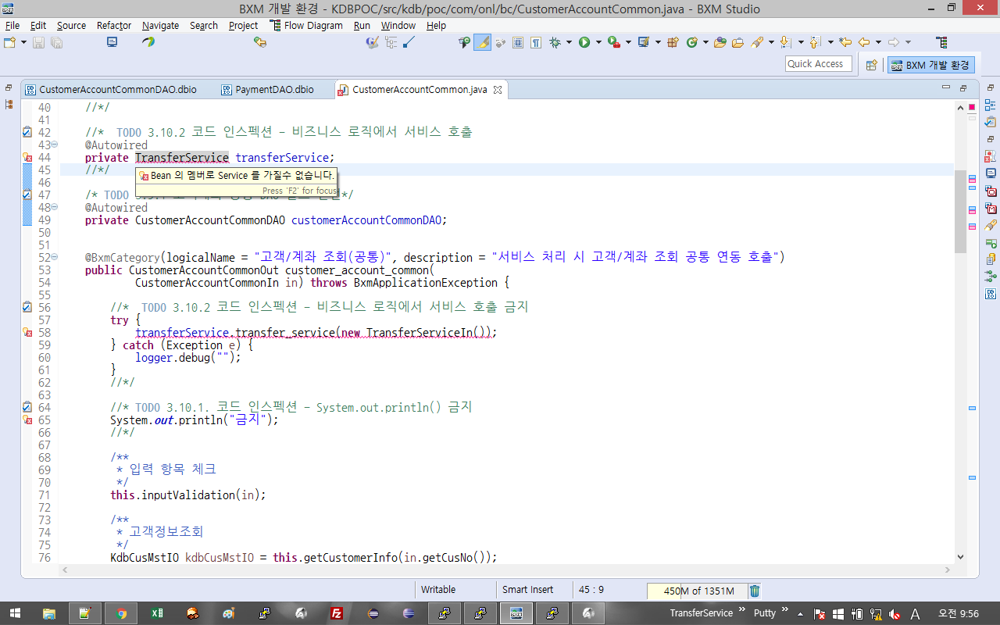 BXM 개발 환경 - KDBPOC/src/kdb/poc/com/onl/bc/CustomerAccountCommon.java - BXM Studio
File Edit Source Refactor Navigate Search Project Flow Diagram Run Window Help
Quick Access
BXM 개발 환경
CustomerAccountCommonDAO.dbio PaymentDAO.dbio CustomerAccountCommon.java
40 //*/
41
42 //* TODO 3.10.2 코드 인스펙션 - 비즈니스 로직에서 서비스 호출
43 @Autowired
44 private TransferService transferService;
45 //*/
Bean 의 멤버로 Service 를 가질수 없습니다.
Press 'F2' for focus
46
47 /* TODO */
48 @Autowired
49 private CustomerAccountCommonDAO customerAccountCommonDAO;
50
51
52 @BxmCategory(logicalName = "고객/계좌 조회(공통)", description = "서비스 처리 시 고객/계좌 조회 공통 연동 호출")
53 public CustomerAccountCommonOut customer_account_common(
54 CustomerAccountCommonIn in) throws BxmApplicationException {
55
56 //* TODO 3.10.2 코드 인스펙션 - 비즈니스 로직에서 서비스 호출 금지
57 try {
58 transferService.transfer_service(new TransferServiceIn());
59 } catch (Exception e) {
60 logger.debug("");
61 }
62 //*/
63
64 //* TODO 3.10.1. 코드 인스펙션 - System.out.println() 금지
65 System.out.println("금지");
66 //*/
67
68 /**
69 * 입력 항목 체크
70 */
71 this.inputValidation(in);
72
73 /**
74 * 고객정보조회
75 */
76 KdbCusMstIO kdbCusMstIO = this.getCustomerInfo(in.getCusNo());
Writable Smart Insert 45 : 9 450M of 1351M
TransferService Putty A 오전 9:56